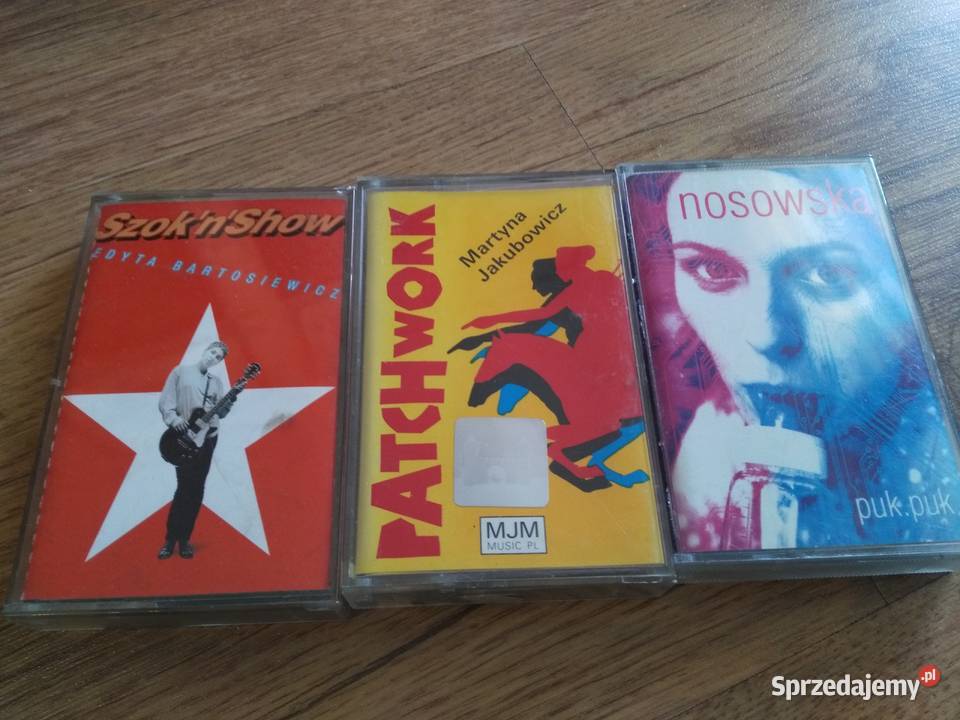 Szok'n'Show
EDYTA BARTOSIEWICZ
PATCHWORK
Martyna
Jakubowicz
MJM
MUSIC PL
nosowska
puk.puk
Sprzedajemy.pl